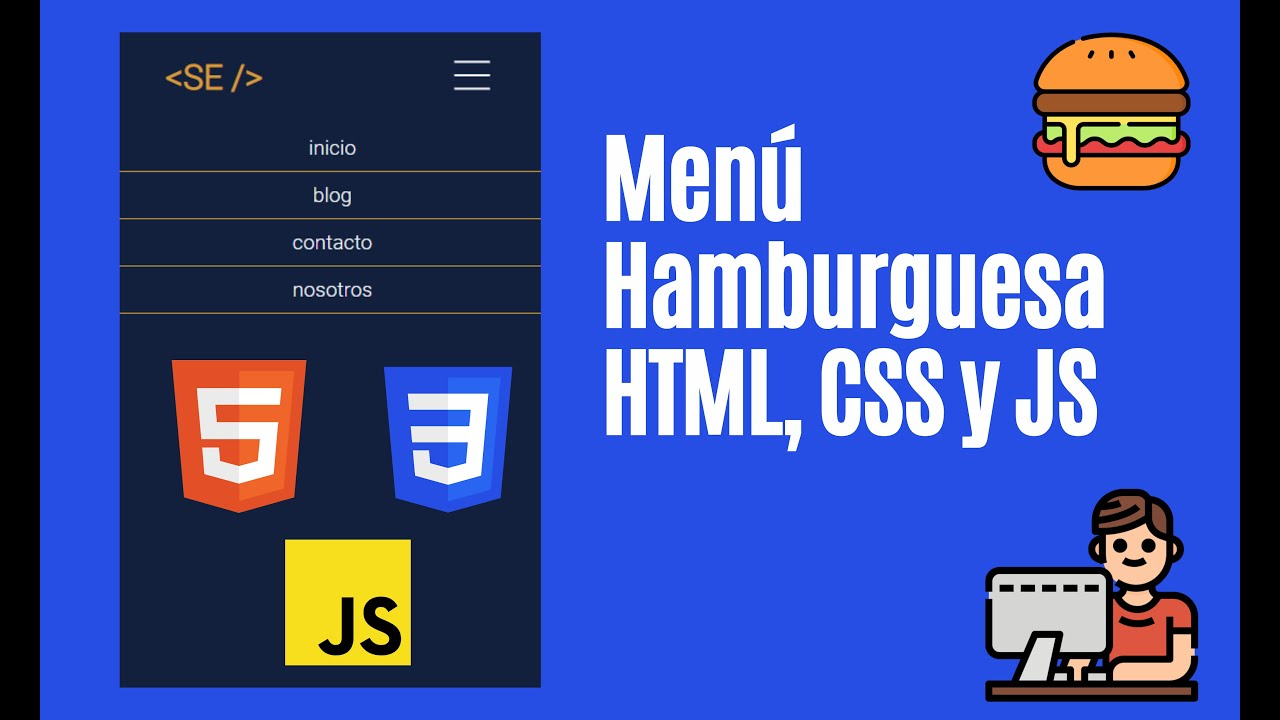 <SE />
inicio
blog
contacto
nosotros
JS
Menú
Hamburguesa
HTML, CSS y JS